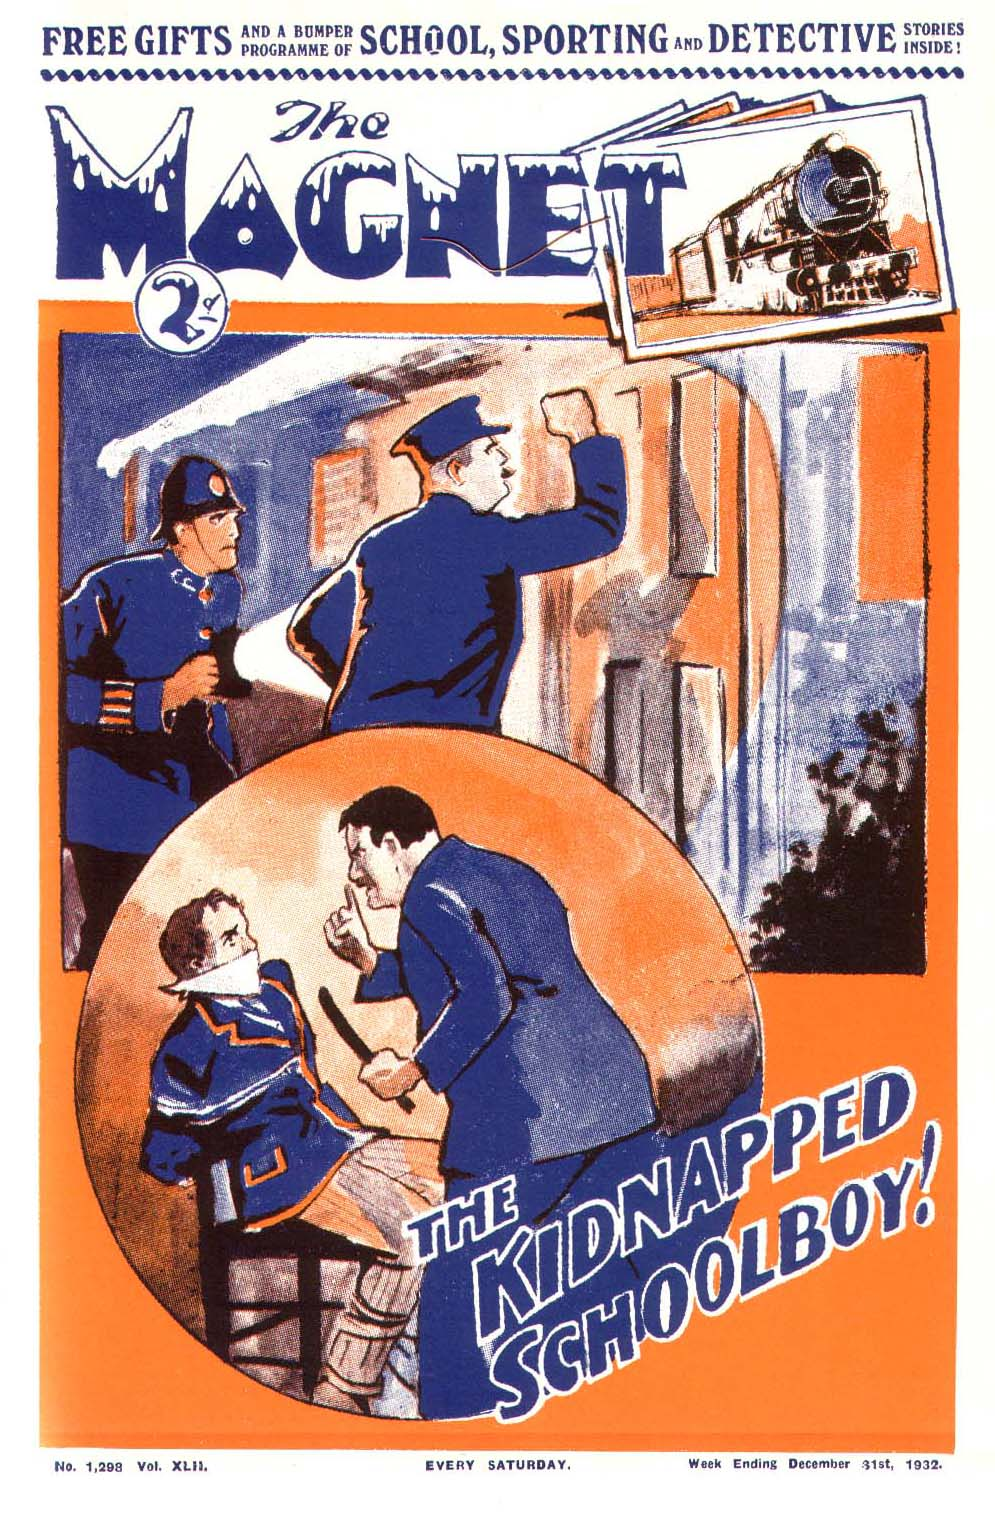 FREE GIFTS AND A BUMPER PROGRAMME OF SCHOOL, SPORTING AND DETECTIVE STORIES INSIDE!
The
MAGNET
2d
THE
KIDNAPPED
SCHOOLBOY!
No. 1,298 Vol. XLII. EVERY SATURDAY. Week Ending December 31st, 1932.